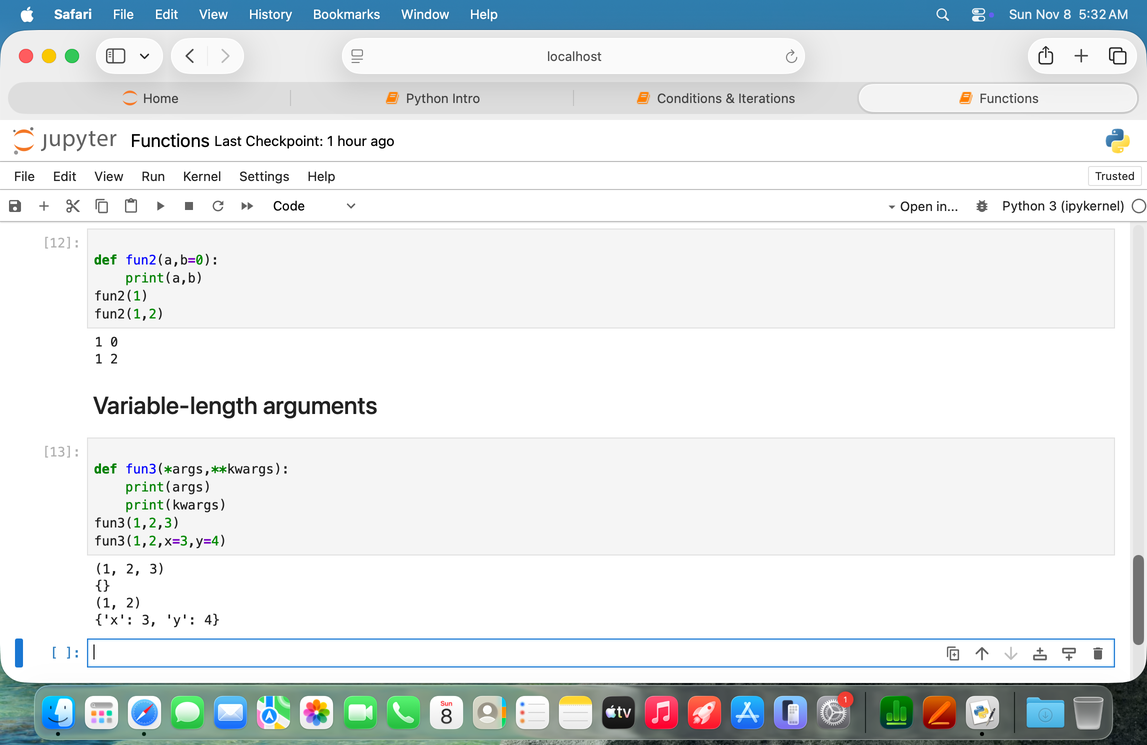 Safari File Edit View History Bookmarks Window Help Sun Nov 8 5:32 AM
localhost
Home Python Intro Conditions & Iterations Functions
jupyter Functions Last Checkpoint: 1 hour ago
File Edit View Run Kernel Settings Help Trusted
Code Open in... Python 3 (ipykernel)
[12]:
def fun2(a,b=0):
    print(a,b)
fun2(1)
fun2(1,2)
1 0
1 2
Variable-length arguments
[13]:
def fun3(*args,**kwargs):
    print(args)
    print(kwargs)
fun3(1,2,3)
fun3(1,2,x=3,y=4)
(1, 2, 3)
{}
(1, 2)
{'x': 3, 'y': 4}
[ ]:
Sun
8
tv
1